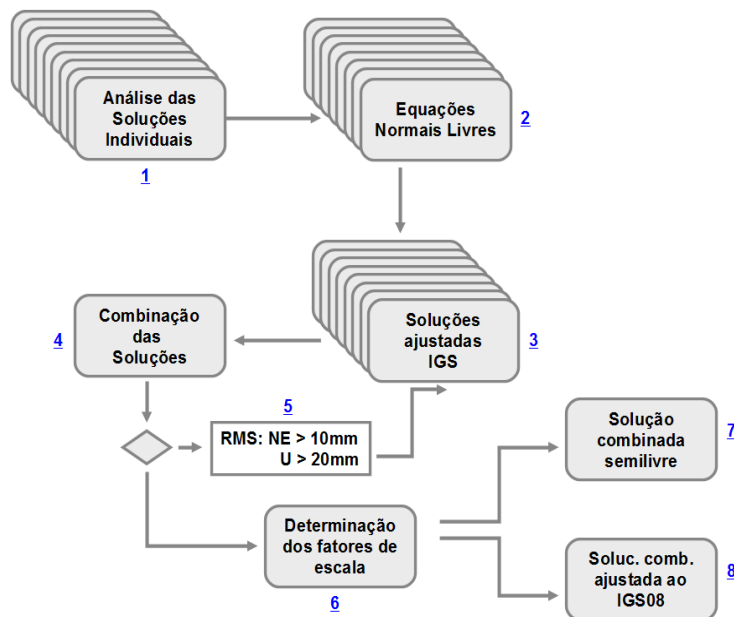 Análise das
Soluções
Individuais
1
Equações
Normais Livres
2
Soluções
ajustadas
IGS
3
Combinação
das
Soluções
4
5
RMS: NE > 10mm
U > 20mm
Determinação
dos fatores de
escala
6
Solução
combinada
semilivre
7
Soluc. comb.
ajustada ao
IGS08
8